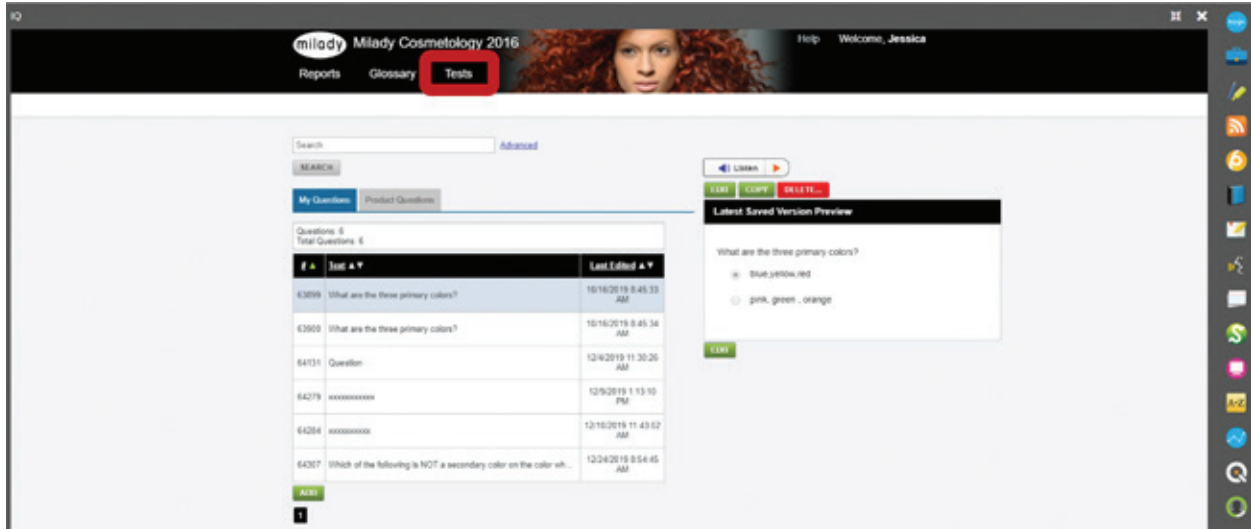 IQ
milady Milady Cosmetology 2016
Help Welcome, Jessica
Reports Glossary Tests
Search Advanced
SEARCH
My Questions Product Questions
Questions: 6
Total Questions: 6
# Text Last Edited
63899 What are the three primary colors? 10/16/2019 8:45:33 AM
63900 What are the three primary colors? 10/16/2019 8:45:34 AM
64131 Question 12/4/2019 11:30:26 AM
64279 xxxxxxxxxxx 12/9/2019 1:13:10 PM
64284 xxxxxxxxxx 12/10/2019 11:43:02 AM
64307 Which of the following is NOT a secondary color on the color wh... 12/24/2019 8:54:45 AM
ADD
1
Listen
EDIT COPY DELETE...
Latest Saved Version Preview
What are the three primary colors?
blue,yellow,red
pink, green , orange
EDIT
A-Z